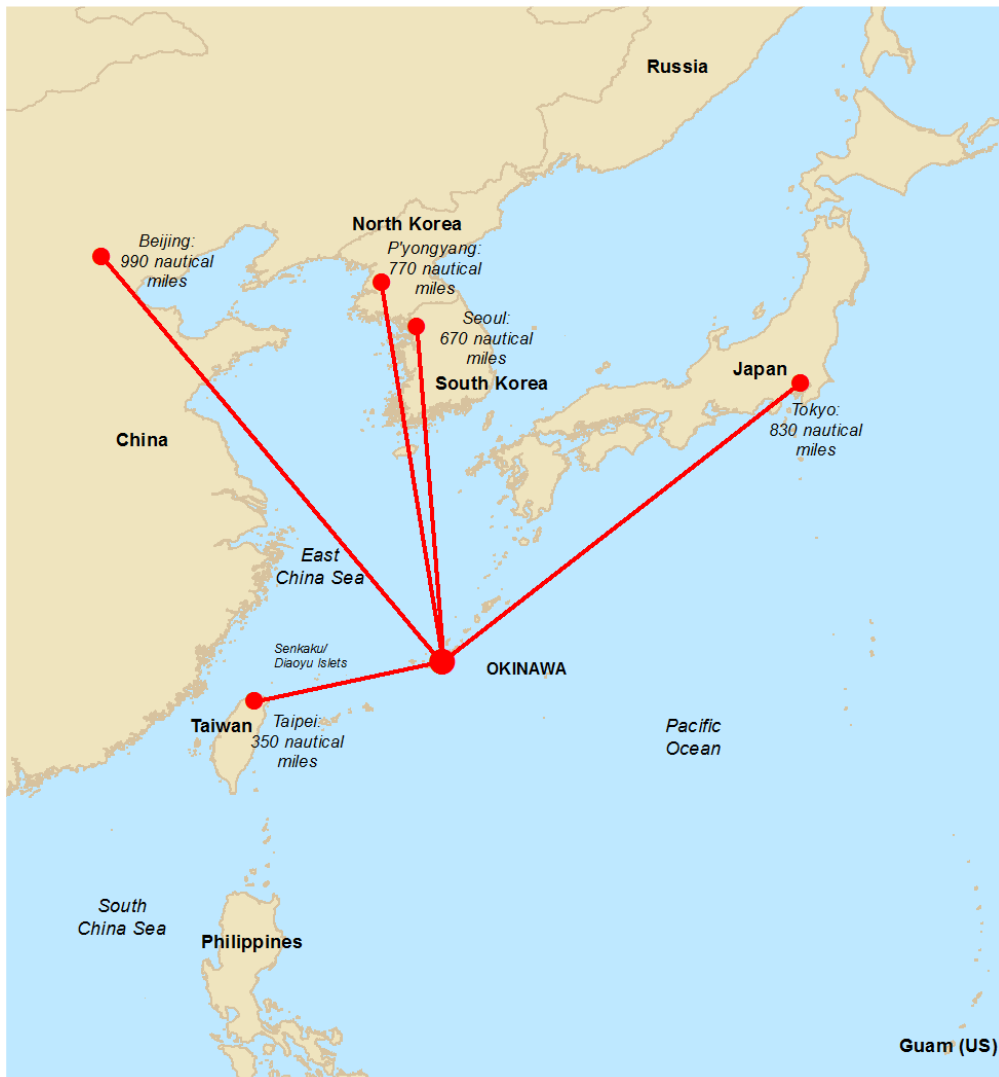 Russia
North Korea
Beijing:
990 nautical
miles
P'yongyang:
770 nautical
miles
Seoul:
670 nautical
miles
South Korea
Japan
Tokyo:
830 nautical
miles
China
East
China Sea
Senkaku/
Diaoyu Islets
OKINAWA
Taiwan
Taipei:
350 nautical
miles
Pacific
Ocean
South
China Sea
Philippines
Guam (US)